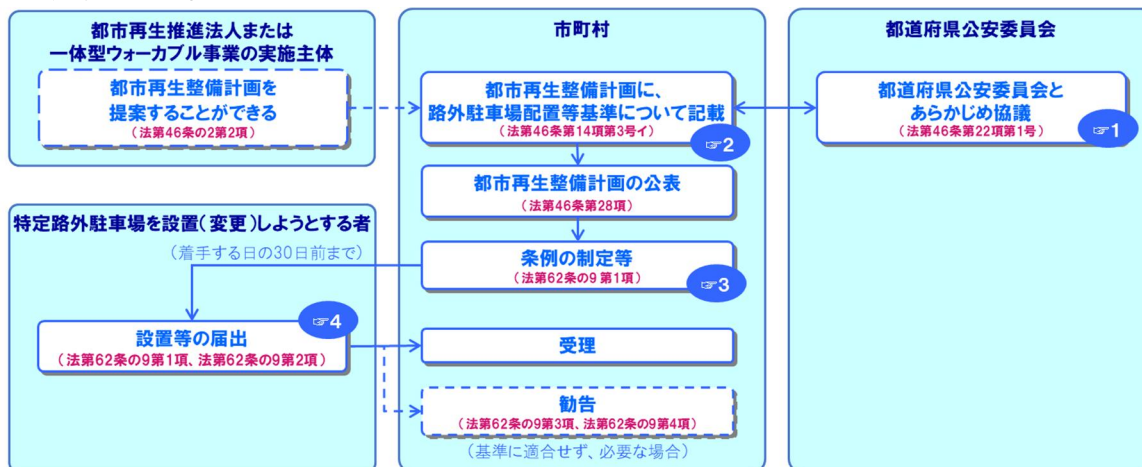 都市再生推進法人または
一体型ウォーカブル事業の実施主体
都市再生整備計画を
提案することができる
(法第46条の2第2項)
市町村
都市再生整備計画に、
路外駐車場配置等基準について記載
(法第46条第14項第3号イ)
☞2
都道府県公安委員会
都道府県公安委員会と
あらかじめ協議
(法第46条第22項第1号)
☞1
都市再生整備計画の公表
(法第46条第28項)
特定路外駐車場を設置(変更)しようとする者
(着手する日の30日前まで)
条例の制定等
(法第62条の9第1項)
☞3
☞4
設置等の届出
(法第62条の9第1項、法第62条の9第2項)
受理
勧告
(法第62条の9第3項、法第62条の9第4項)
(基準に適合せず、必要な場合)